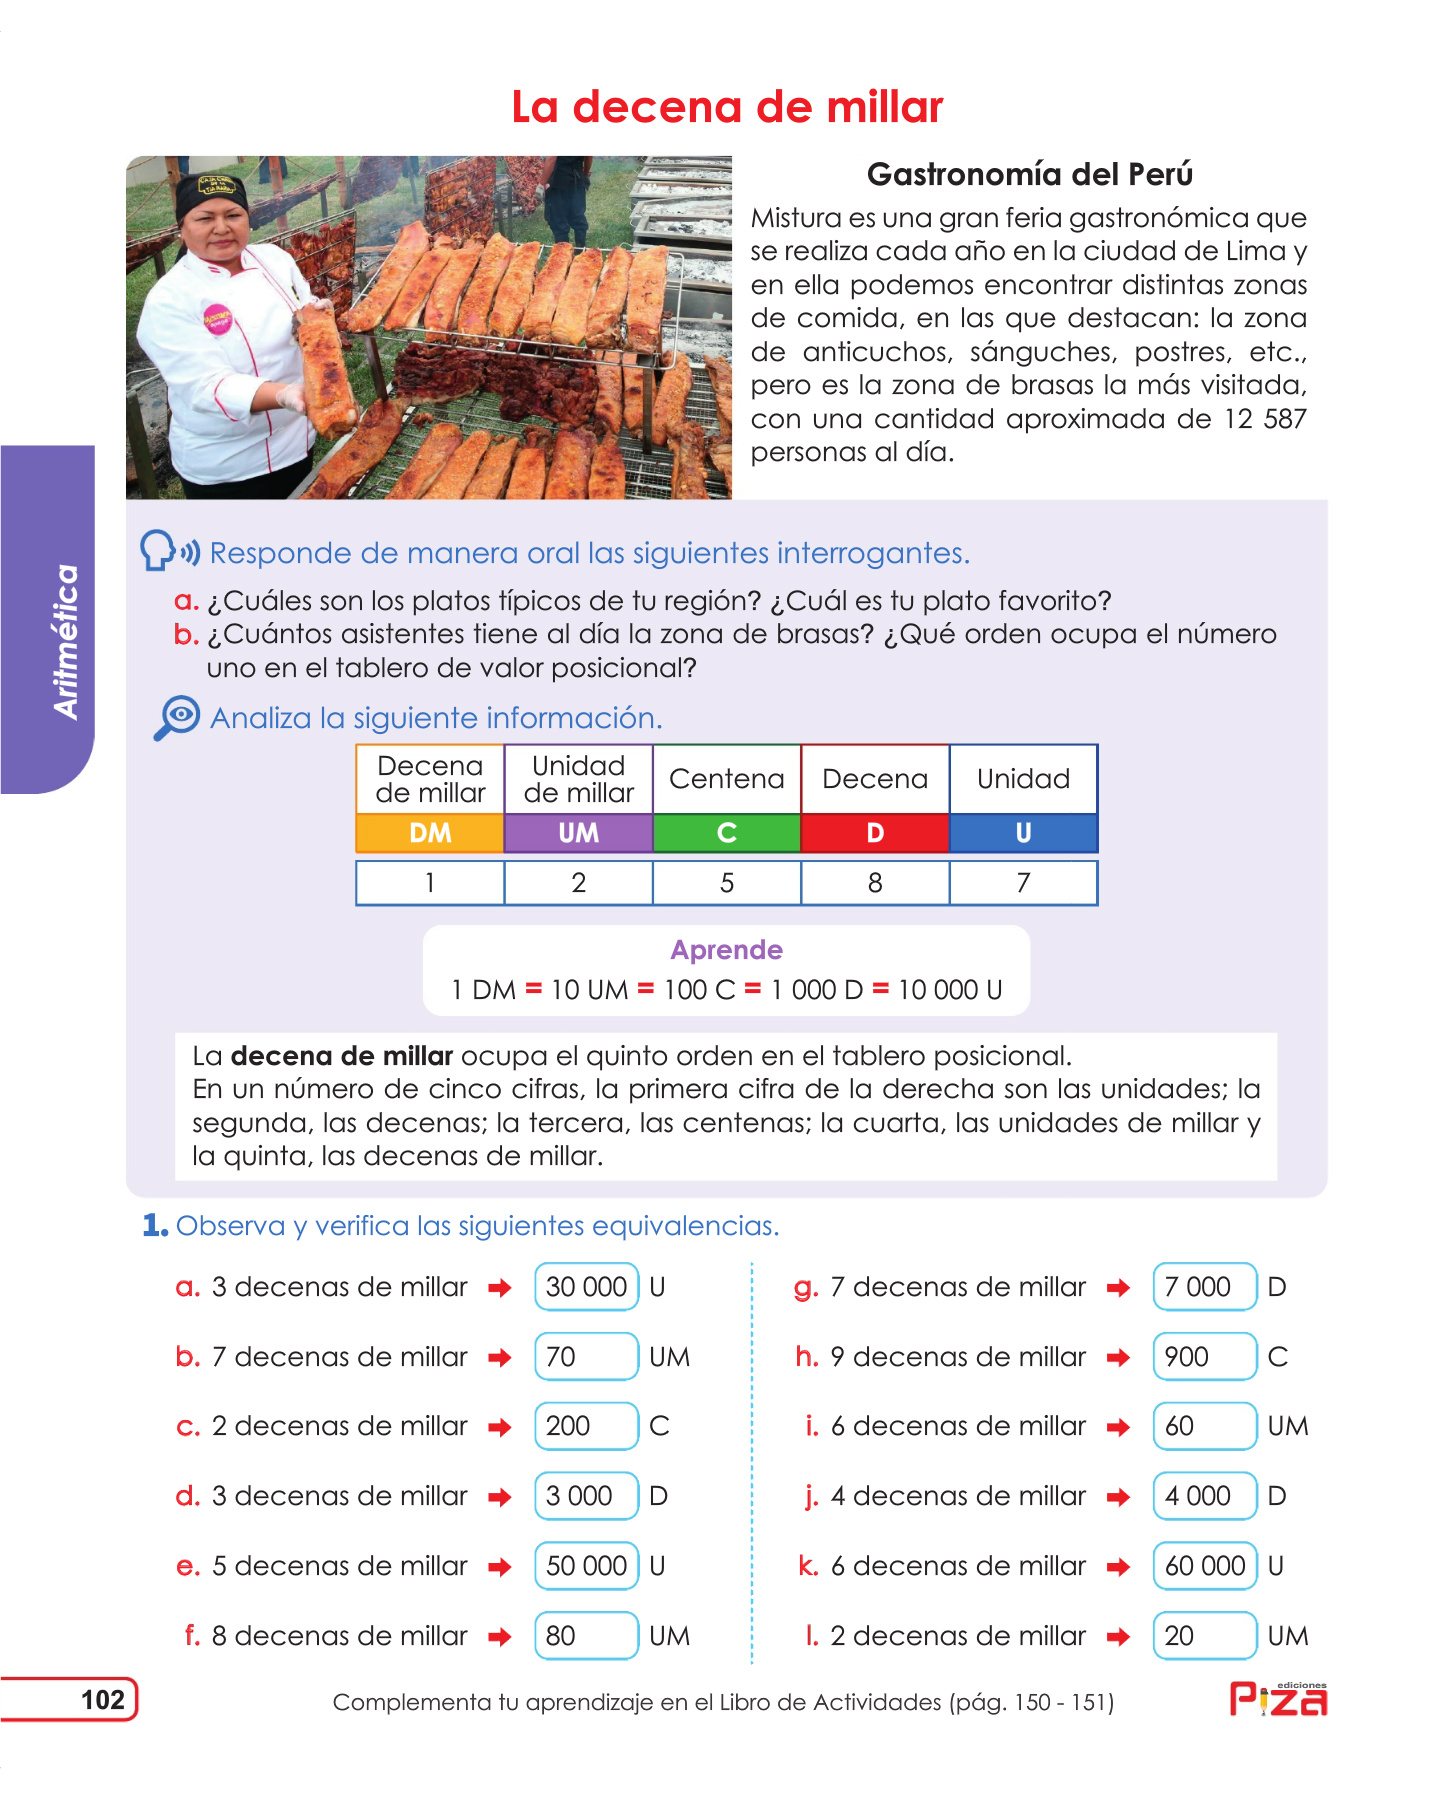 La decena de millar
Gastronomía del Perú
Mistura es una gran feria gastronómica que
se realiza cada año en la ciudad de Lima y
en ella podemos encontrar distintas zonas
de comida, en las que destacan: la zona
de anticuchos, sánguches, postres, etc.,
pero es la zona de brasas la más visitada,
con una cantidad aproximada de 12 587
personas al día.
Aritmética
Responde de manera oral las siguientes interrogantes.
a. ¿Cuáles son los platos típicos de tu región? ¿Cuál es tu plato favorito?
b. ¿Cuántos asistentes tiene al día la zona de brasas? ¿Qué orden ocupa el número
uno en el tablero de valor posicional?
Analiza la siguiente información.
Decena de millar Unidad de millar Centena Decena Unidad
DM UM C D U
1 2 5 8 7
Aprende
1 DM = 10 UM = 100 C = 1 000 D = 10 000 U
La decena de millar ocupa el quinto orden en el tablero posicional.
En un número de cinco cifras, la primera cifra de la derecha son las unidades; la
segunda, las decenas; la tercera, las centenas; la cuarta, las unidades de millar y
la quinta, las decenas de millar.
1. Observa y verifica las siguientes equivalencias.
a. 3 decenas de millar 30 000 U
b. 7 decenas de millar 70 UM
c. 2 decenas de millar 200 C
d. 3 decenas de millar 3 000 D
e. 5 decenas de millar 50 000 U
f. 8 decenas de millar 80 UM
g. 7 decenas de millar 7 000 D
h. 9 decenas de millar 900 C
i. 6 decenas de millar 60 UM
j. 4 decenas de millar 4 000 D
k. 6 decenas de millar 60 000 U
l. 2 decenas de millar 20 UM
102
Complementa tu aprendizaje en el Libro de Actividades (pág. 150 - 151)
ediciones
Piza